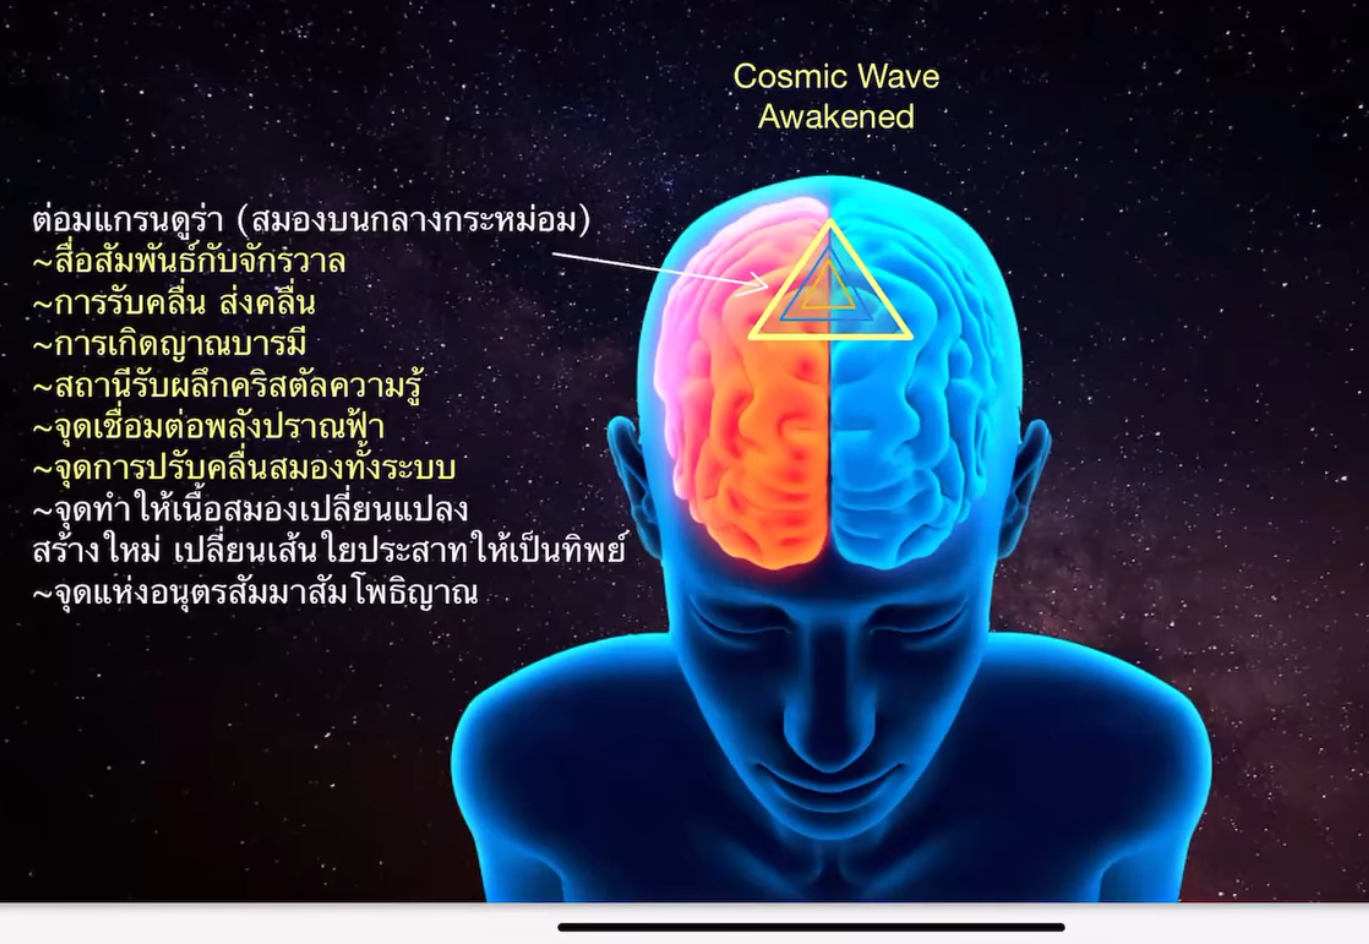 Cosmic Wave
Awakened
ต่อมแกรนดูร่า (สมองบนกลางกระหม่อม)
~สื่อสัมพันธ์กับจักรวาล
~การรับคลื่น ส่งคลื่น
~การเกิดญาณบารมี
~สถานีรับผลึกคริสตัลความรู้
~จุดเชื่อมต่อพลังปราณฟ้า
~จุดการปรับคลื่นสมองทั้งระบบ
~จุดทำให้เนื้อสมองเปลี่ยนแปลง
สร้างใหม่ เปลี่ยนเส้นใยประสาทให้เป็นทิพย์
~จุดแห่งอนุตรสัมมาสัมโพธิญาณ